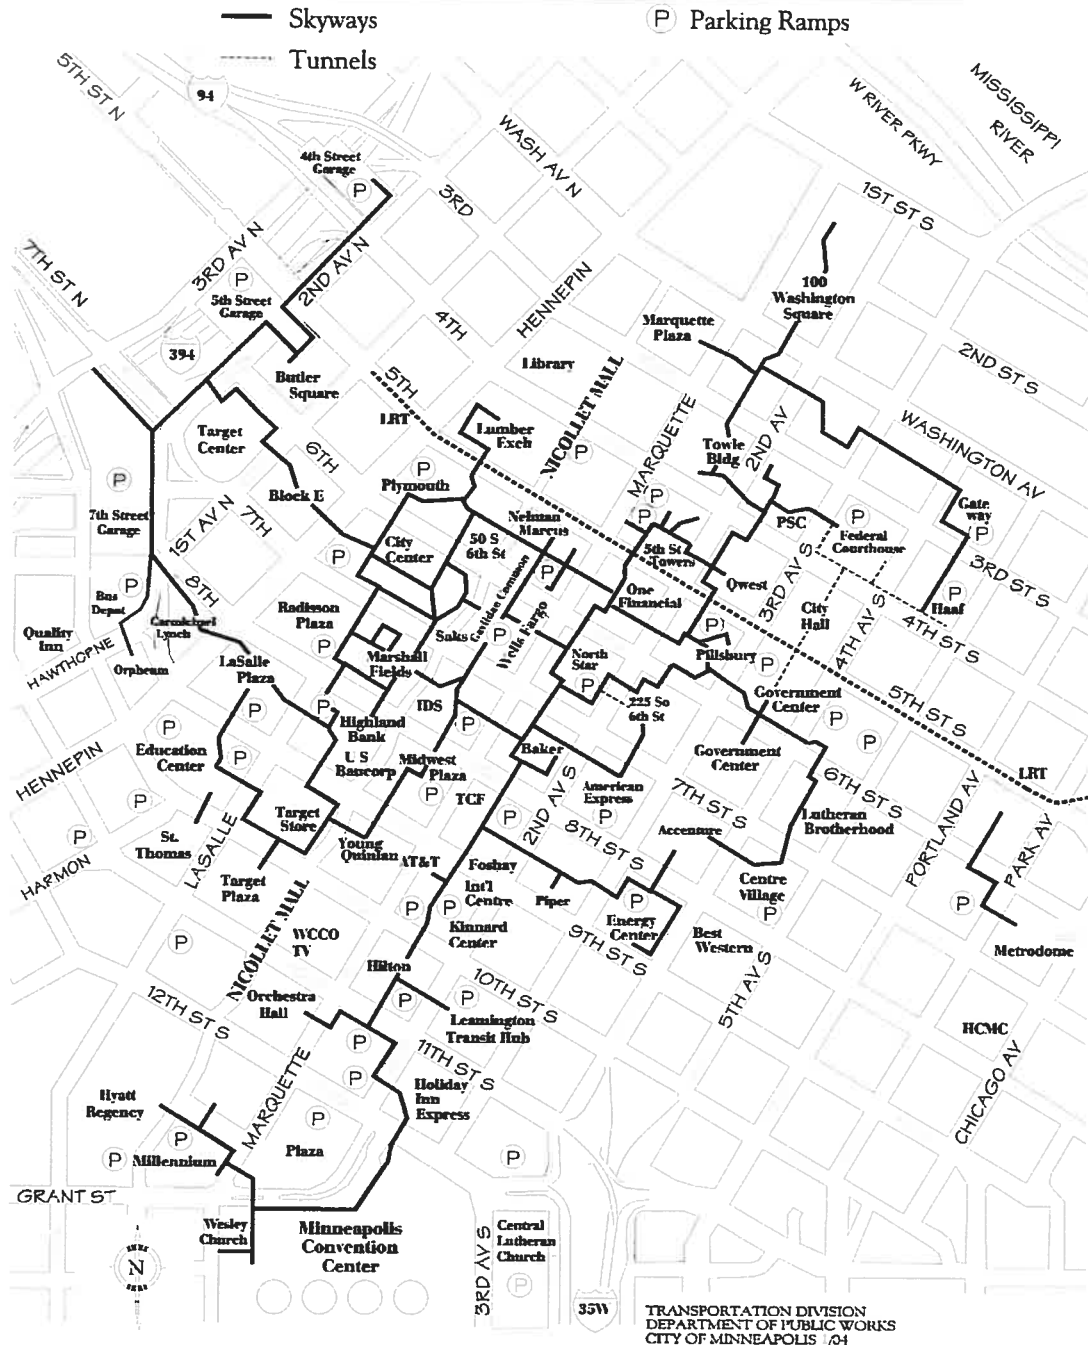 Skyways
P Parking Ramps
Tunnels
5TH ST N
94
WASH AV N
W RIVER PKWY
MISSISSIPPI
RIVER
4th Street
Garage
P
3RD
1ST ST S
7TH ST N
3RD AV N
2ND AV N
P
5th Street
Garage
HENNEPIN
4TH
100
Washington
Square
Marquette
Plaza
394
Library
NICOLLET MALL
2ND ST S
Butler
Square
5TH
LRT
Target
Center
6TH
Lumber
Exch
MARQUETTE
Towle
Bldg
2ND AV
WASHINGTON AV
P
P
Plymouth
P
Block E
P
7th Street
Garage
1ST AV N
7TH
Neiman
Marcus
P
PSC
P
Gate
way
P
City
Center
50 S
6th St
5th St
Towers
Federal
Courthouse
P
8TH
P
Bus
Depot
Gavidae Common
P
One
Financial
Qwest
3RD AV S
3RD ST S
P
Haaf
Radisson
Plaza
City
Hall
4TH AV S
4TH ST S
Quality
Inn
Carmichael
Lynch
Saks
P
Wells Fargo
P
Pillsbury
P
HAWTHORNE
Orpheum
LaSalle
Plaza
P
Marshall
Fields
North
Star
P
225 So
6th St
Government
Center
P
5TH ST S
IDS
P
P
P
Highland
Bank
P
P
Education
Center
P
U S
Bancorp
Midwest
Plaza
Baker
Government
Center
HENNEPIN
P
TCF
P
2ND AV S
American
Express
P
7TH ST S
6TH ST S
LRT
P
St.
Thomas
Target
Store
8TH ST S
Accenture
Lutheran
Brotherhood
PORTLAND AV
PARK AV
HARMON
LASALLE
Young
Quinlan
AT&T
Foshay
Target
Plaza
Int'l
Centre
Piper
Centre
Village
P
P
P
Kinnard
Center
P
Energy
Center
P
Best
Western
Metrodome
P
NICOLLET MALL
WCCO
TV
9TH ST S
Hilton
5TH AV S
12TH ST S
Orchestra
Hall
P
P
10TH ST S
Leamington
Transit Hub
HCMC
P
11TH ST S
CHICAGO AV
MARQUETTE
P
Holiday
Inn
Express
Hyatt
Regency
P
P
P
Millennium
Plaza
P
GRANT ST
Wesley
Church
Minneapolis
Convention
Center
3RD AV S
Central
Lutheran
Church
P
N
35W
TRANSPORTATION DIVISION
DEPARTMENT OF PUBLIC WORKS
CITY OF MINNEAPOLIS 1/04